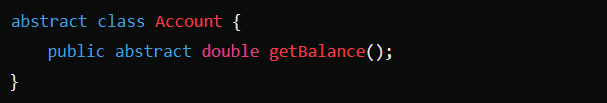 abstract class Account {
    public abstract double getBalance();
}